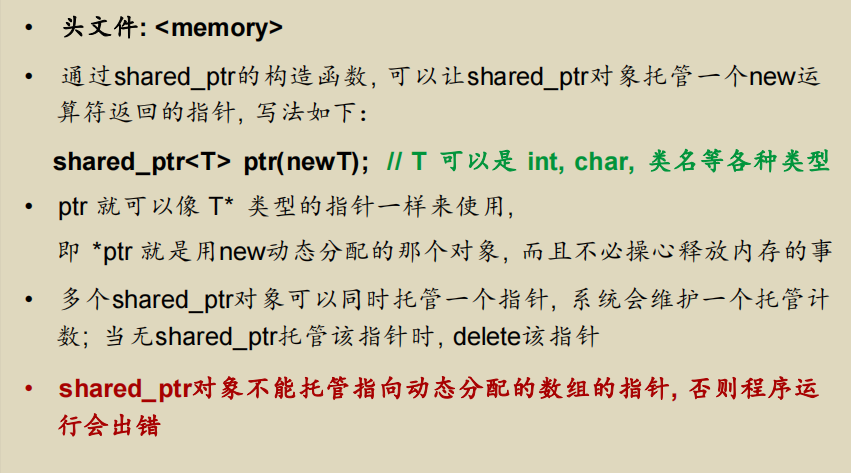 • 头文件: <memory>
• 通过shared_ptr的构造函数, 可以让shared_ptr对象托管一个new运
算符返回的指针, 写法如下:
shared_ptr<T> ptr(newT); // T 可以是 int, char, 类名等各种类型
• ptr 就可以像 T* 类型的指针一样来使用,
即 *ptr 就是用new动态分配的那个对象, 而且不必操心释放内存的事
• 多个shared_ptr对象可以同时托管一个指针, 系统会维护一个托管计
数; 当无shared_ptr托管该指针时, delete该指针
• shared_ptr对象不能托管指向动态分配的数组的指针, 否则程序运
行会出错